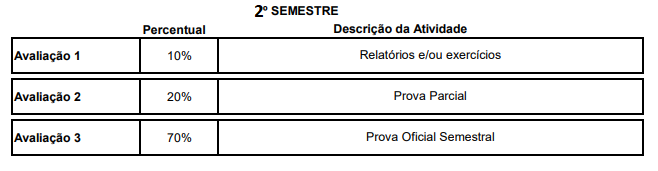 2º SEMESTRE
Percentual Descrição da Atividade
Avaliação 1 10% Relatórios e/ou exercícios
Avaliação 2 20% Prova Parcial
Avaliação 3 70% Prova Oficial Semestral